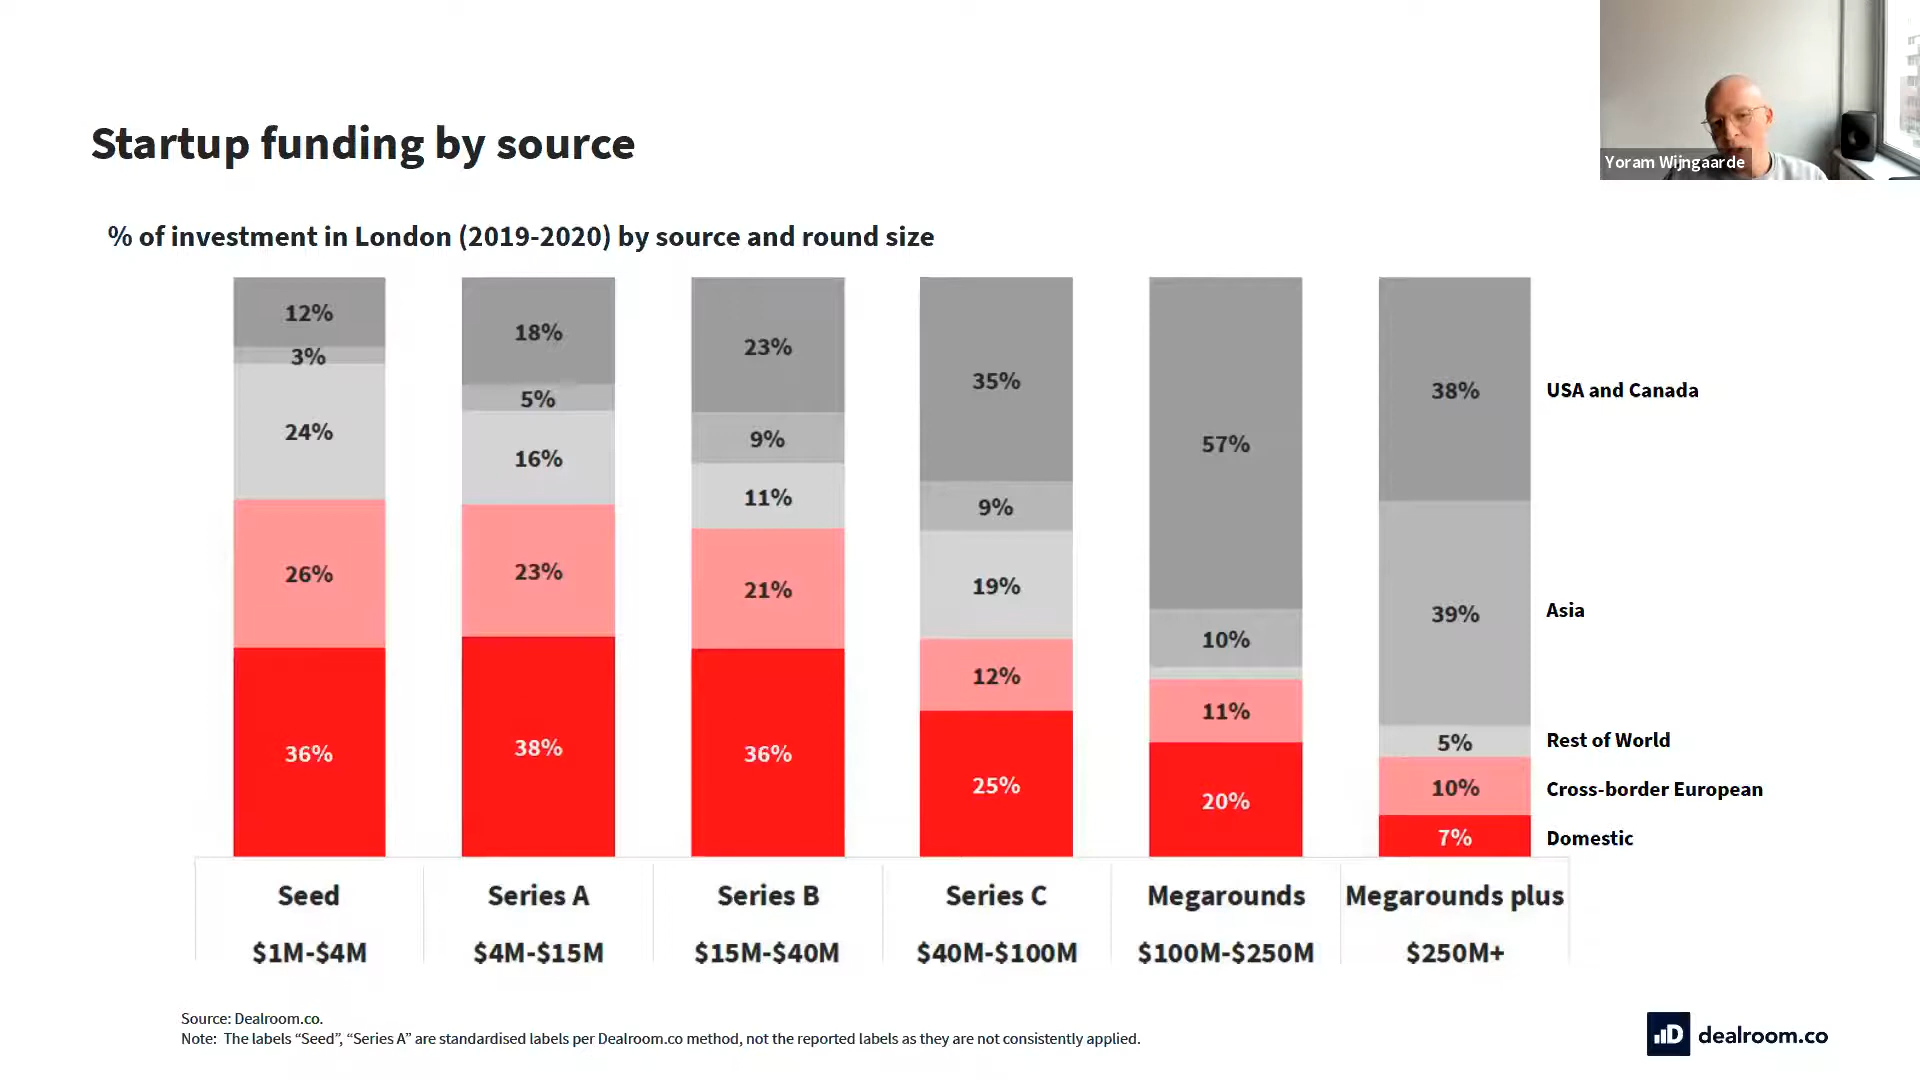 Yoram Wijngaarde
Startup funding by source
% of investment in London (2019-2020) by source and round size
12% 18% 23% 35% 57% 38% USA and Canada
3% 5% 9% 9% 10% 39% Asia
24% 16% 11% 19% 5% Rest of World
26% 23% 21% 12% 11% 10% Cross-border European
36% 38% 36% 25% 20% 7% Domestic
Seed Series A Series B Series C Megarounds Megarounds plus
$1M-$4M $4M-$15M $15M-$40M $40M-$100M $100M-$250M $250M+
Source: Dealroom.co.
Note: The labels “Seed”, “Series A” are standardised labels per Dealroom.co method, not the reported labels as they are not consistently applied.
dealroom.co